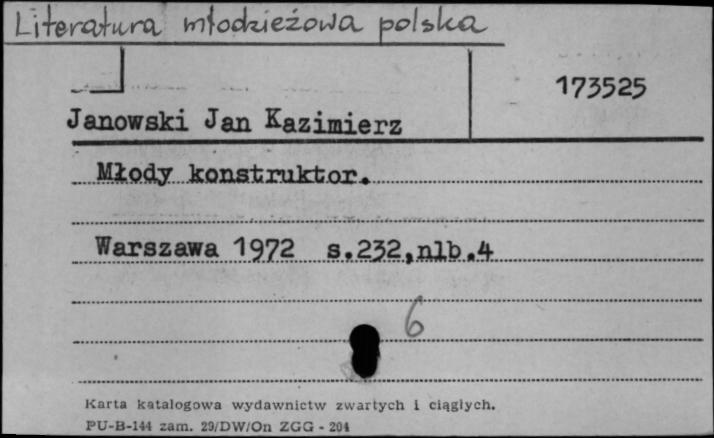 Literatura młodzieżowa polska
173525
Janowski Jan Kazimierz
Młody konstruktor.
Warszawa 1972 s.232,nlb.4
6
Karta katalogowa wydawnictw zwartych i ciągłych.
PU-B-144 zam. 29/DW/On ZGG - 204